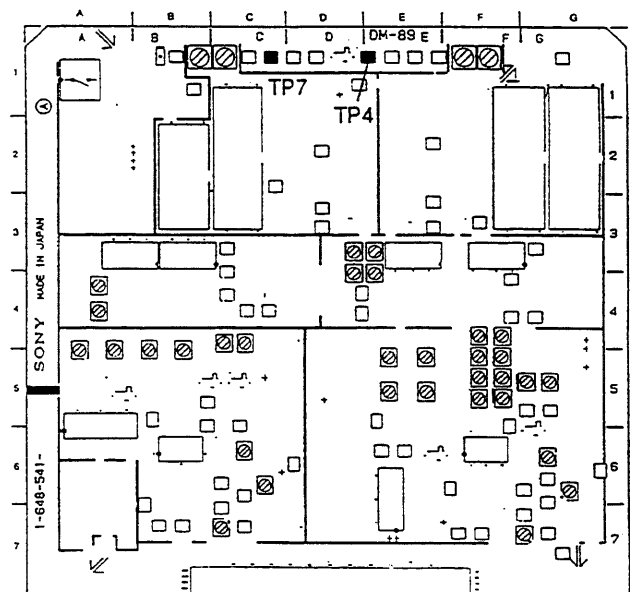 A B C D E F G
A B C D DM-89 E F G
TP7
TP4
1 1
2 2
3 3
4 4
5 5
6 6
7 7
A
SONY MADE IN JAPAN
1-648-541-